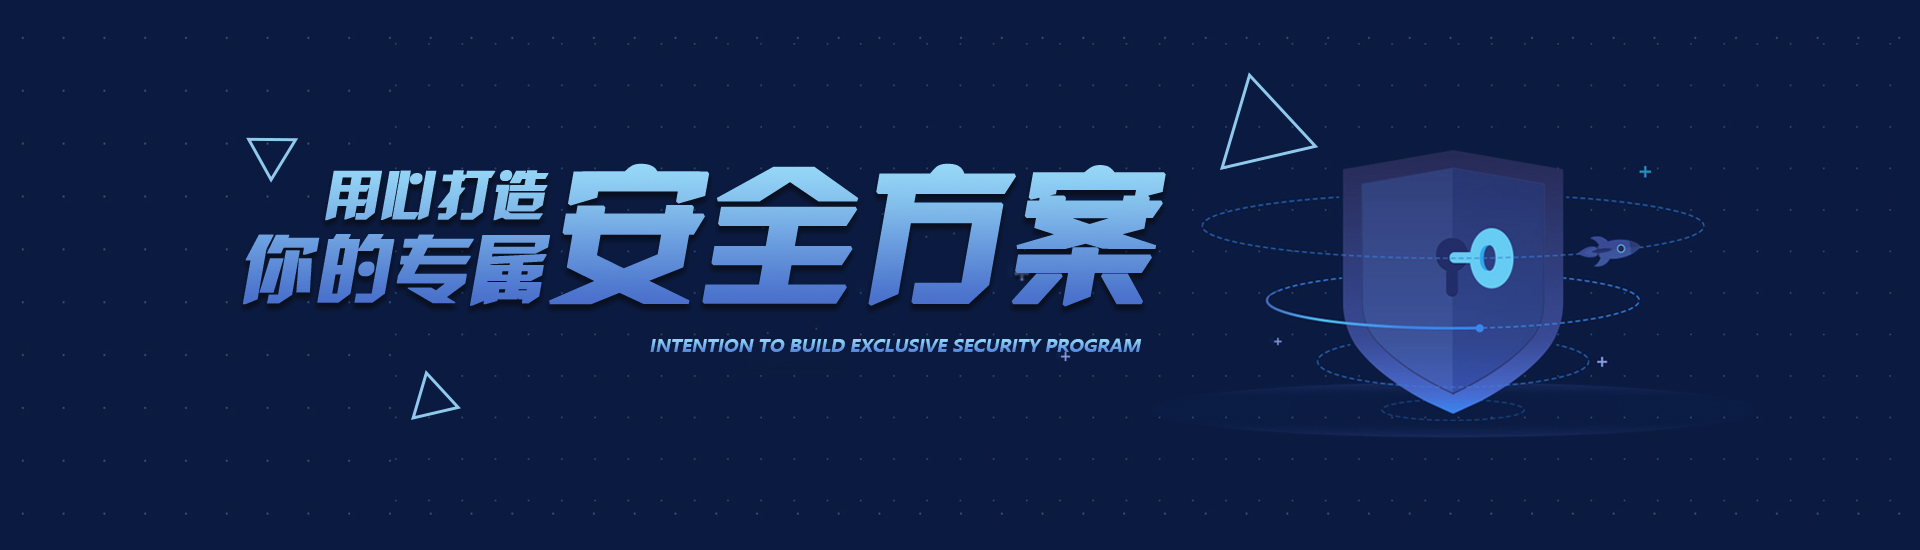 用心打造
你的专属
安全方案
INTENTION TO BUILD EXCLUSIVE SECURITY PROGRAM